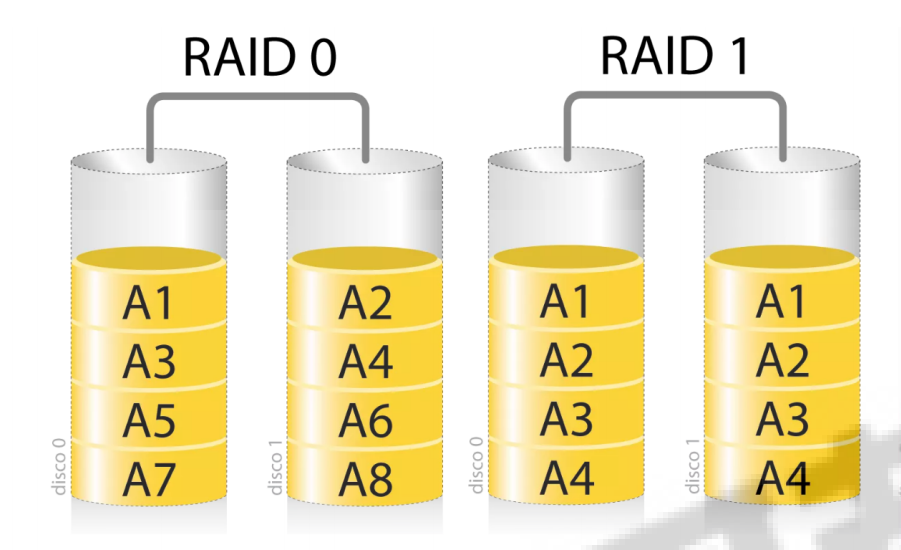 RAID 0
RAID 1
A1
A3
A5
A7
disco 0
A2
A4
A6
A8
disco 1
A1
A2
A3
A4
disco 0
A1
A2
A3
A4
disco 1